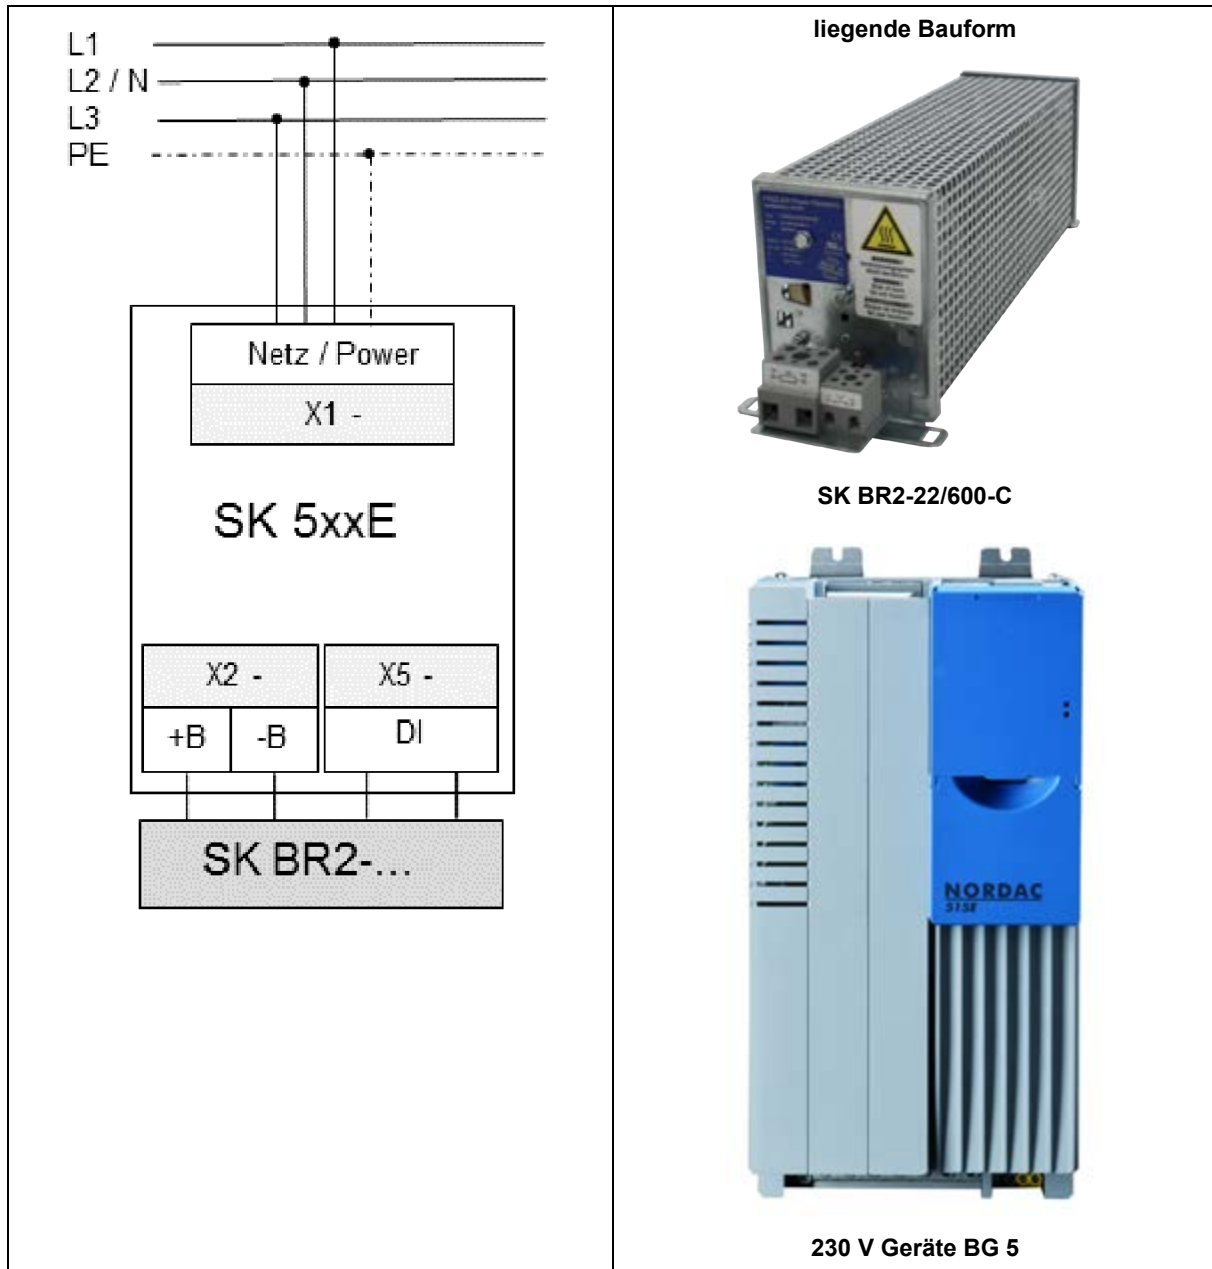 L1
L2 / N
L3
PE
Netz / Power
X1 -
SK 5xxE
X2 -
X5 -
+B
-B
DI
SK BR2-...
liegende Bauform
SK BR2-22/600-C
NORDAC
515E
230 V Geräte BG 5